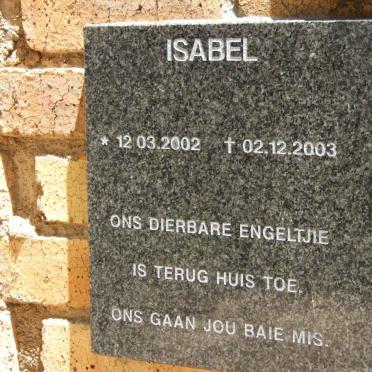 ISABEL
* 12 03.2002 † 02.12.2003
ONS DIERBARE ENGELTJIE
IS TERUG HUIS TOE,
ONS GAAN JOU BAIE MIS.